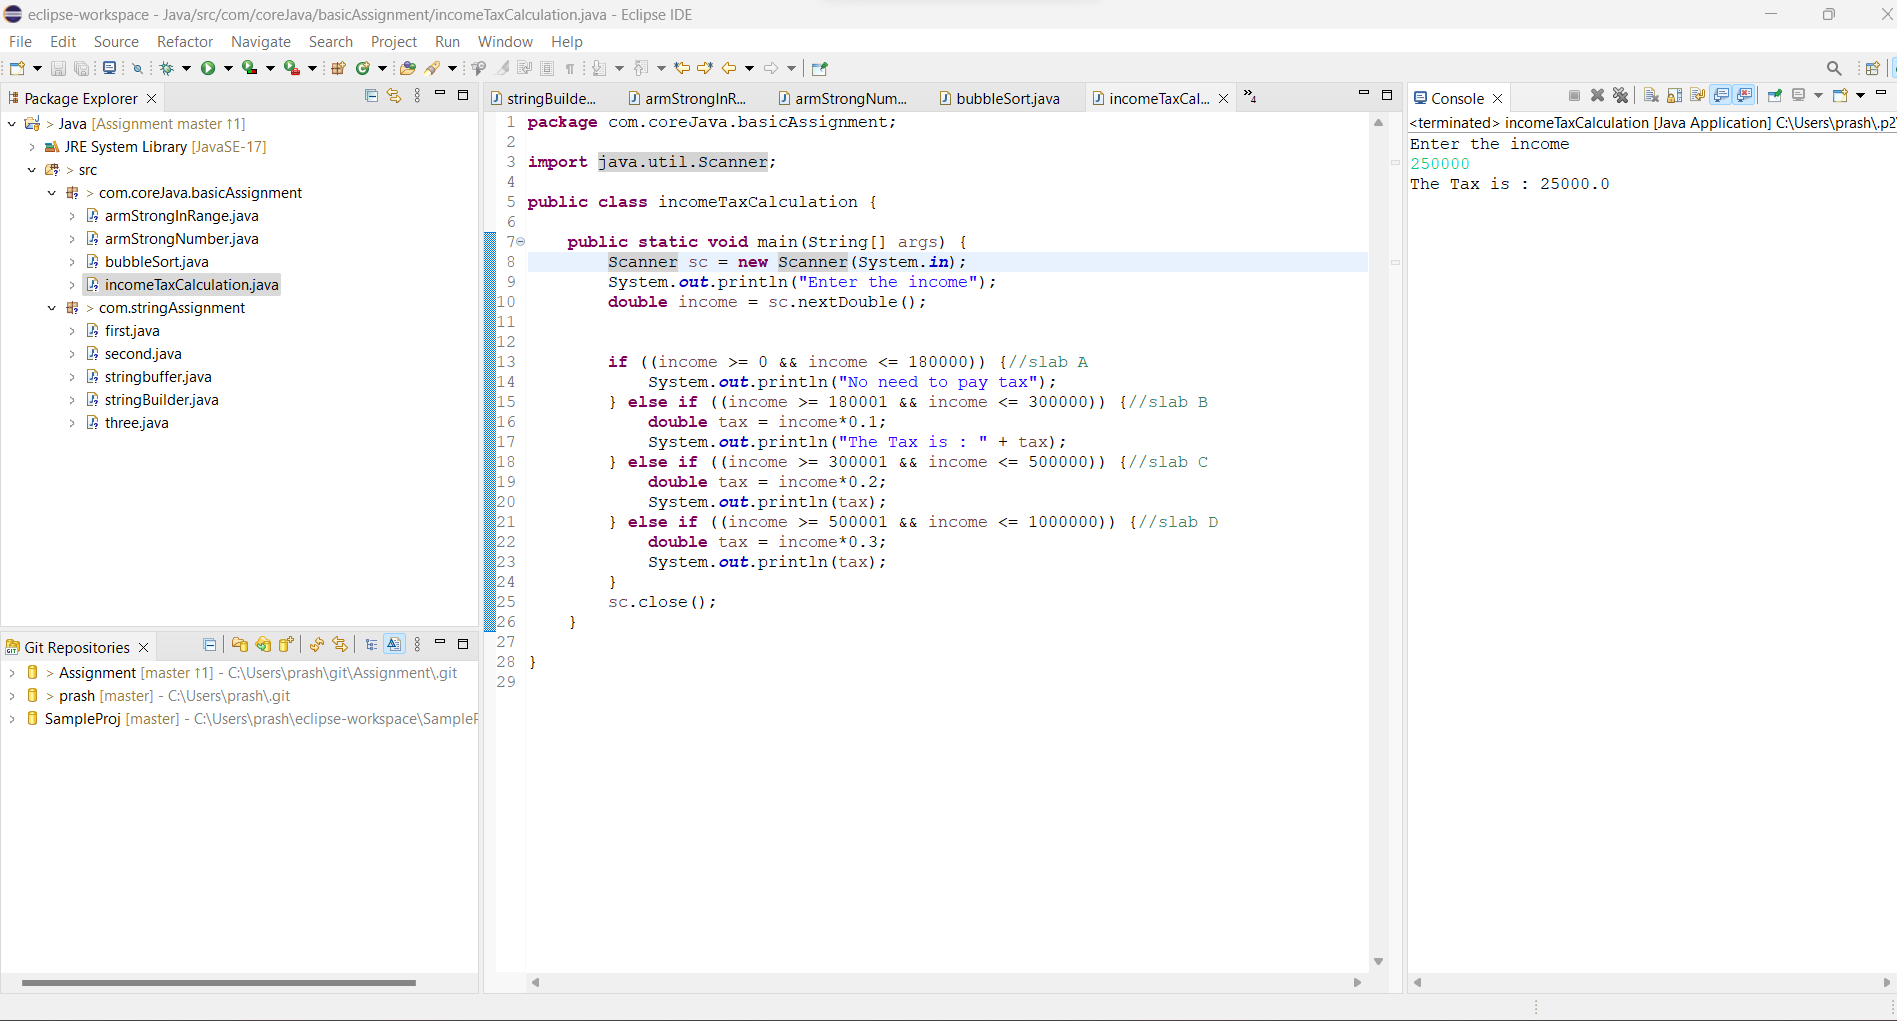 eclipse-workspace - Java/src/com/coreJava/basicAssignment/incomeTaxCalculation.java - Eclipse IDE
File Edit Source Refactor Navigate Search Project Run Window Help
Package Explorer
> Java [Assignment master ↑1]
JRE System Library [JavaSE-17]
> src
> com.coreJava.basicAssignment
armStrongInRange.java
armStrongNumber.java
bubbleSort.java
incomeTaxCalculation.java
> com.stringAssignment
first.java
second.java
stringbuffer.java
stringBuilder.java
three.java
Git Repositories
> Assignment [master ↑1] - C:\Users\prash\git\Assignment\.git
> prash [master] - C:\Users\prash\.git
SampleProj [master] - C:\Users\prash\eclipse-workspace\SampleP
stringBuilde... armStrongInR... armStrongNum... bubbleSort.java incomeTaxCal... »4
1 package com.coreJava.basicAssignment;
2
3 import java.util.Scanner;
4
5 public class incomeTaxCalculation {
6
7 public static void main(String[] args) {
8 Scanner sc = new Scanner(System.in);
9 System.out.println("Enter the income");
10 double income = sc.nextDouble();
11
12
13 if ((income >= 0 && income <= 180000)) {//slab A
14 System.out.println("No need to pay tax");
15 } else if ((income >= 180001 && income <= 300000)) {//slab B
16 double tax = income*0.1;
17 System.out.println("The Tax is : " + tax);
18 } else if ((income >= 300001 && income <= 500000)) {//slab C
19 double tax = income*0.2;
20 System.out.println(tax);
21 } else if ((income >= 500001 && income <= 1000000)) {//slab D
22 double tax = income*0.3;
23 System.out.println(tax);
24 }
25 sc.close();
26 }
27
28 }
29
Console
<terminated> incomeTaxCalculation [Java Application] C:\Users\prash\.p2\
Enter the income
250000
The Tax is : 25000.0